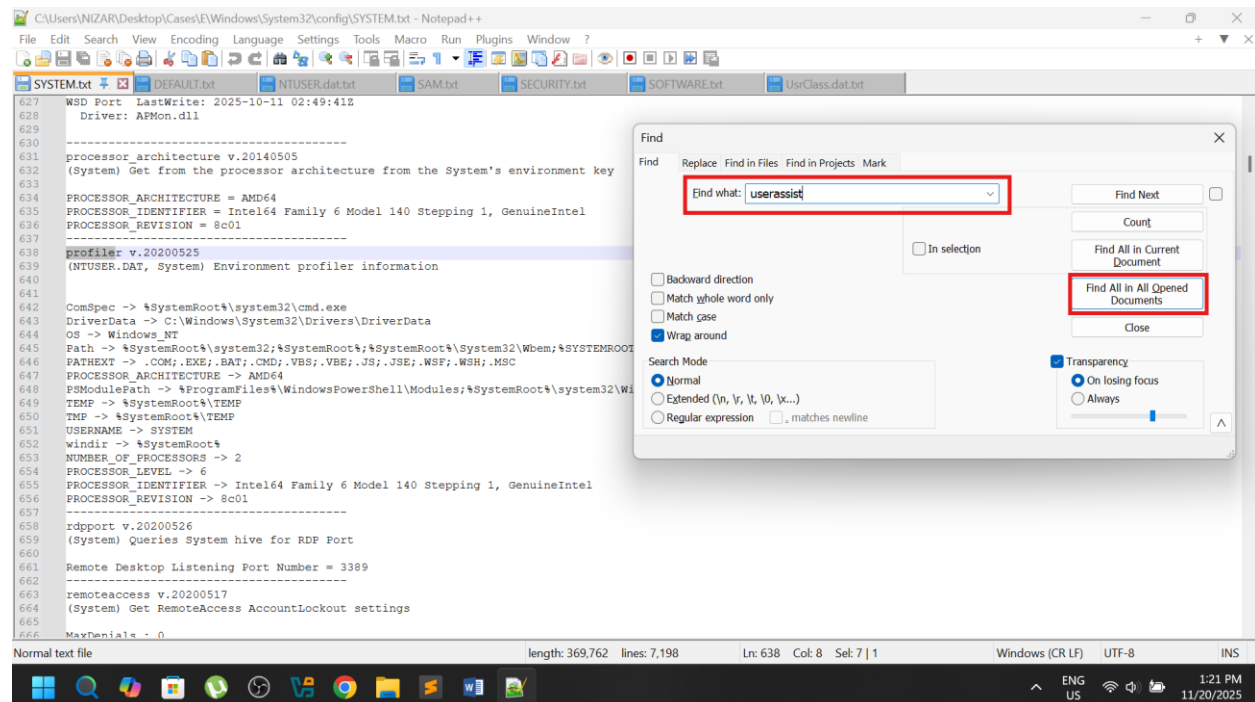 C:\Users\NIZAR\Desktop\Cases\E\Windows\System32\config\SYSTEM.txt - Notepad++
File Edit Search View Encoding Language Settings Tools Macro Run Plugins Window ?
SYSTEM.txt DEFAULT.txt NTUSER.dat.txt SAM.txt SECURITY.txt SOFTWARE.txt UsrClass.dat.txt
627 WSD Port LastWrite: 2025-10-11 02:49:41Z
628 Driver: APMon.dll
629
630 ----------------------------------------
631 processor_architecture v.20140505
632 (System) Get from the processor architecture from the System's environment key
633
634 PROCESSOR_ARCHITECTURE = AMD64
635 PROCESSOR_IDENTIFIER = Intel64 Family 6 Model 140 Stepping 1, GenuineIntel
636 PROCESSOR_REVISION = 8c01
637 ----------------------------------------
638 profiler v.20200525
639 (NTUSER.DAT, System) Environment profiler information
640
641
642 ComSpec -> %SystemRoot%\system32\cmd.exe
643 DriverData -> C:\Windows\System32\Drivers\DriverData
644 OS -> Windows_NT
645 Path -> %SystemRoot%\system32;%SystemRoot%;%SystemRoot%\System32\Wbem;%SYSTEMROOT
646 PATHEXT -> .COM;.EXE;.BAT;.CMD;.VBS;.VBE;.JS;.JSE;.WSF;.WSH;.MSC
647 PROCESSOR_ARCHITECTURE -> AMD64
648 PSModulePath -> %ProgramFiles%\WindowsPowerShell\Modules;%SystemRoot%\system32\Wi
649 TEMP -> %SystemRoot%\TEMP
650 TMP -> %SystemRoot%\TEMP
651 USERNAME -> SYSTEM
652 windir -> %SystemRoot%
653 NUMBER_OF_PROCESSORS -> 2
654 PROCESSOR_LEVEL -> 6
655 PROCESSOR_IDENTIFIER -> Intel64 Family 6 Model 140 Stepping 1, GenuineIntel
656 PROCESSOR_REVISION -> 8c01
657 ----------------------------------------
658 rdpport v.20200526
659 (System) Queries System hive for RDP Port
660
661 Remote Desktop Listening Port Number = 3389
662 ----------------------------------------
663 remoteaccess v.20200517
664 (System) Get RemoteAccess AccountLockout settings
665
666 MaxDenials : 0
Find
Find Replace Find in Files Find in Projects Mark
Find what: userassist
Find Next
Count
In selection
Find All in Current
Document
Find All in All Opened
Documents
Close
Backward direction
Match whole word only
Match case
Wrap around
Search Mode
Normal
Extended (\n, \r, \t, \0, \x...)
Regular expression . matches newline
Transparency
On losing focus
Always
Normal text file length: 369,762 lines: 7,198 Ln: 638 Col: 8 Sel: 7 | 1 Windows (CR LF) UTF-8 INS
ENG
US
1:21 PM
11/20/2025